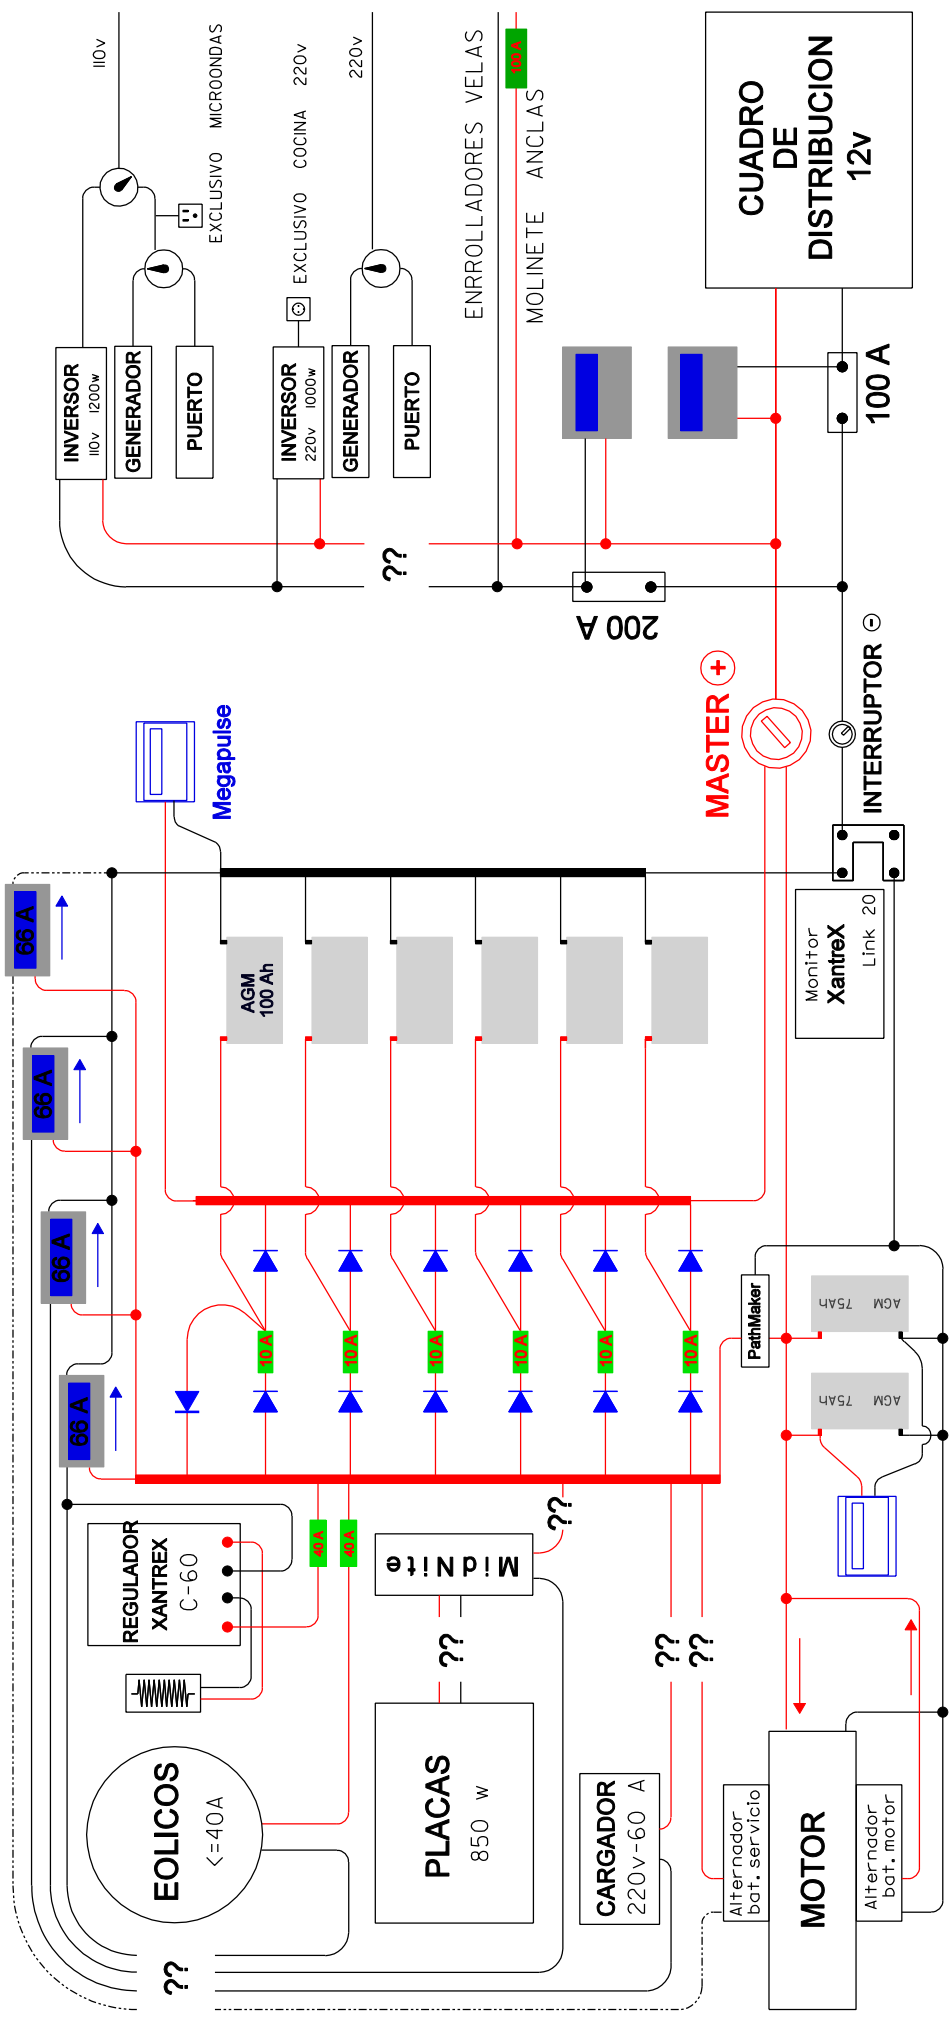 110v
EXCLUSIVO MICROONDAS
INVERSOR
110v 1200w
GENERADOR
PUERTO
EXCLUSIVO COCINA 220v
220v
INVERSOR
220v 1000w
GENERADOR
PUERTO
ENRROLLADORES VELAS
100 A
MOLINETE ANCLAS
CUADRO
DE
DISTRIBUCION
12v
100 A
??
200 A
MASTER +
INTERRUPTOR -
Megapulse
66 A
66 A
66 A
66 A
AGM
100 Ah
Monitor
XantreX
Link 20
10 A
10 A
10 A
10 A
10 A
10 A
PathMaker
AGM 75Ah
AGM 75Ah
REGULADOR
XANTREX
C-60
40 A
40 A
MidNite
??
??
??
??
EOLICOS
<=40A
PLACAS
850 w
CARGADOR
220v-60 A
Alternador
bat.servicio
MOTOR
Alternador
bat.motor
??